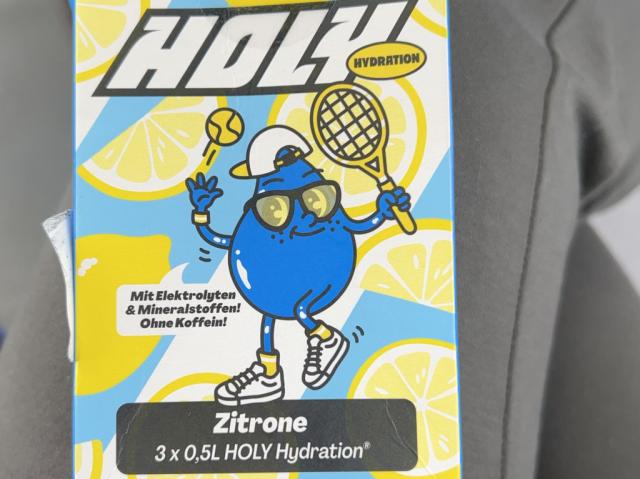 HOLY
HYDRATION
Mit Elektrolyten
& Mineralstoffen!
Ohne Koffein!
Zitrone
3 x 0,5L HOLY Hydration®